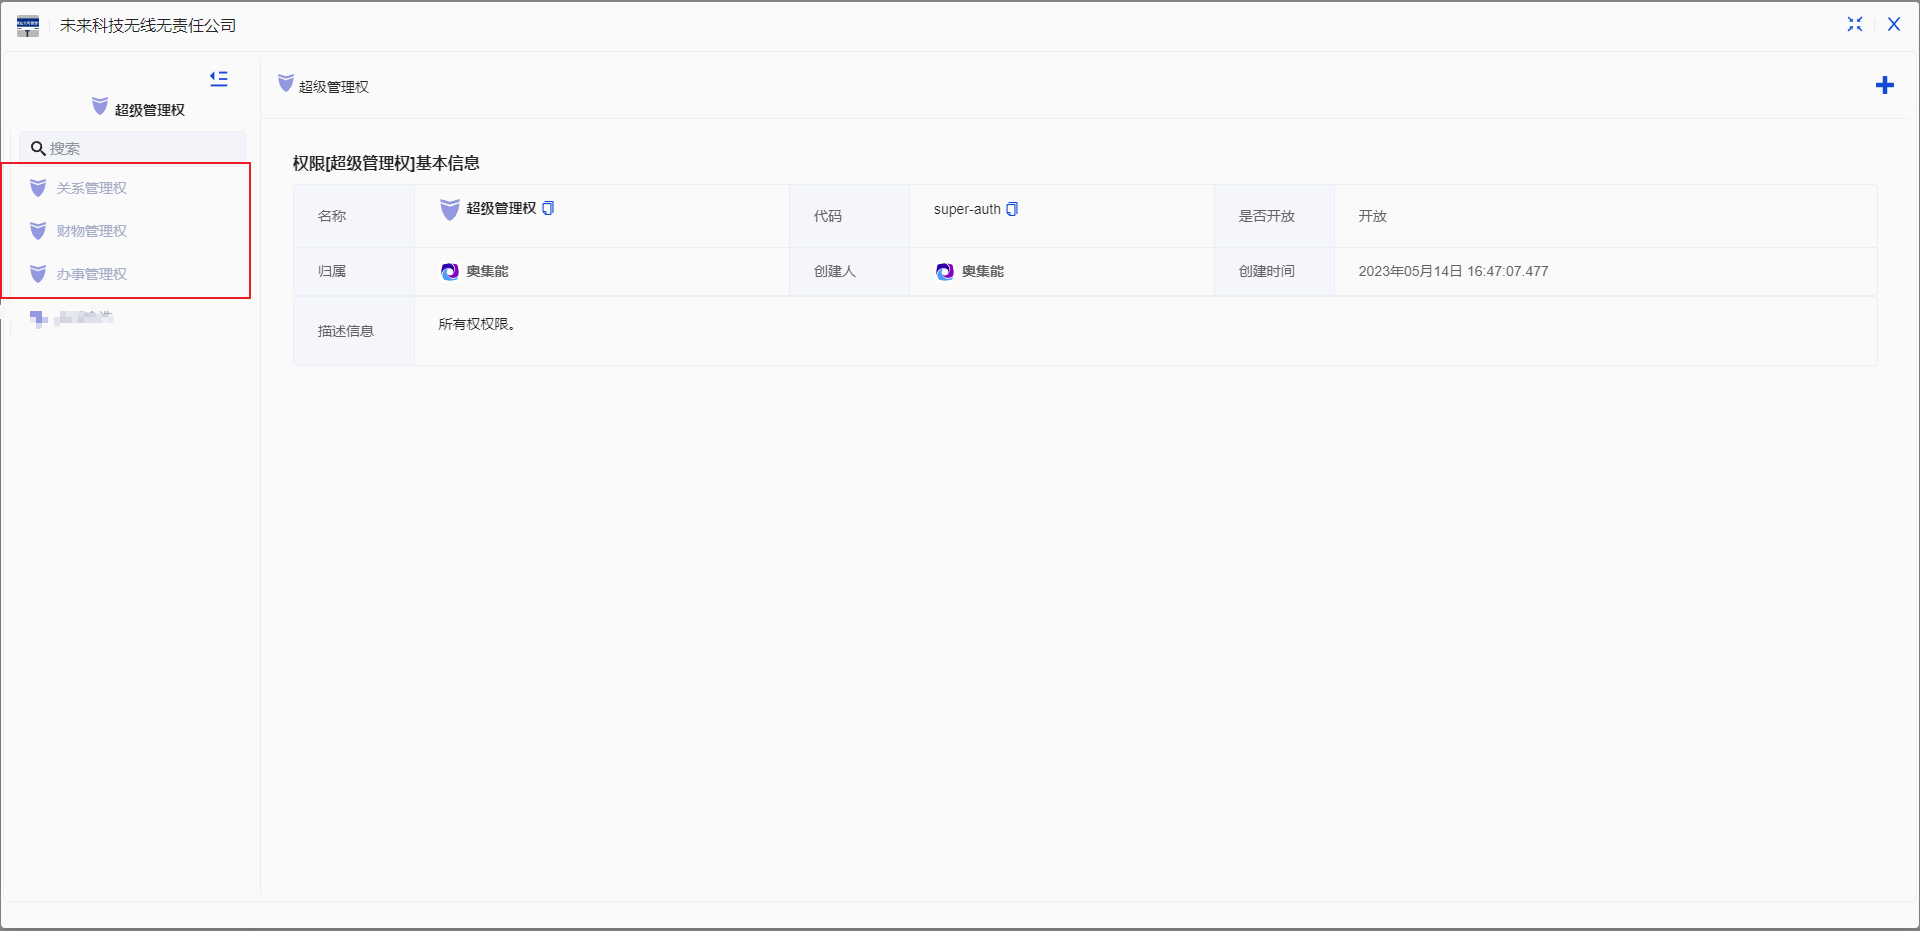 未来科技无线无责任公司
超级管理权
搜索
关系管理权
财物管理权
办事管理权
超级管理权
权限[超级管理权]基本信息
名称 超级管理权 代码 super-auth 是否开放 开放
归属 奥集能 创建人 奥集能 创建时间 2023年05月14日 16:47:07.477
描述信息 所有权权限。